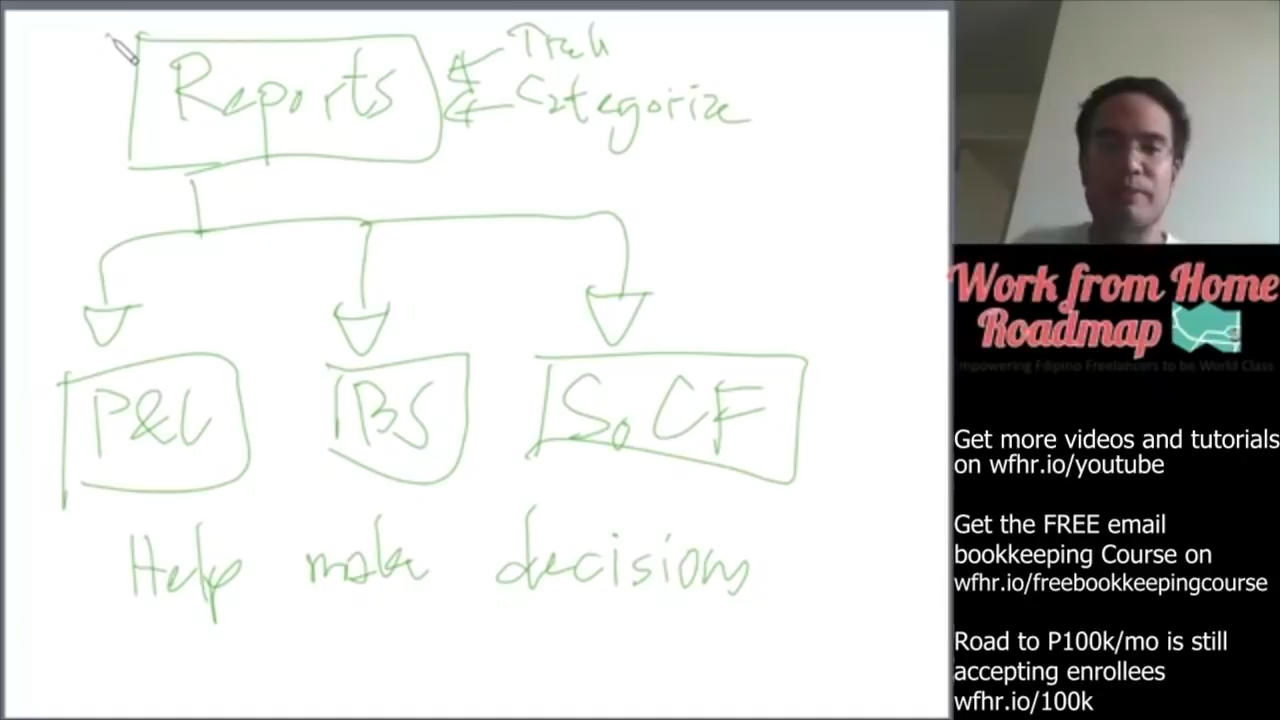 Track
Reports
Categorize
P&L
BS
SoCF
Help make decisions
Work from Home
Roadmap
Empowering Filipino Freelancers to be World Class
Get more videos and tutorials
on wfhr.io/youtube
Get the FREE email
bookkeeping Course on
wfhr.io/freebookkeepingcourse
Road to P100k/mo is still
accepting enrollees
wfhr.io/100k